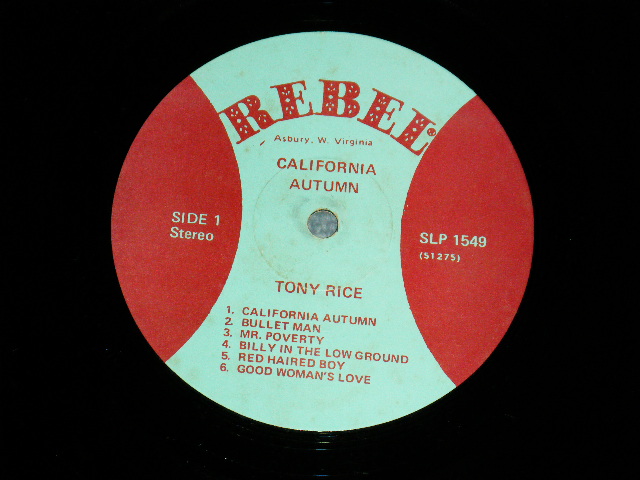 REBEL®
Asbury, W. Virginia
CALIFORNIA
AUTUMN
SIDE 1
Stereo
SLP 1549
(51275)
TONY RICE
1. CALIFORNIA AUTUMN
2. BULLET MAN
3. MR. POVERTY
4. BILLY IN THE LOW GROUND
5. RED HAIRED BOY
6. GOOD WOMAN'S LOVE